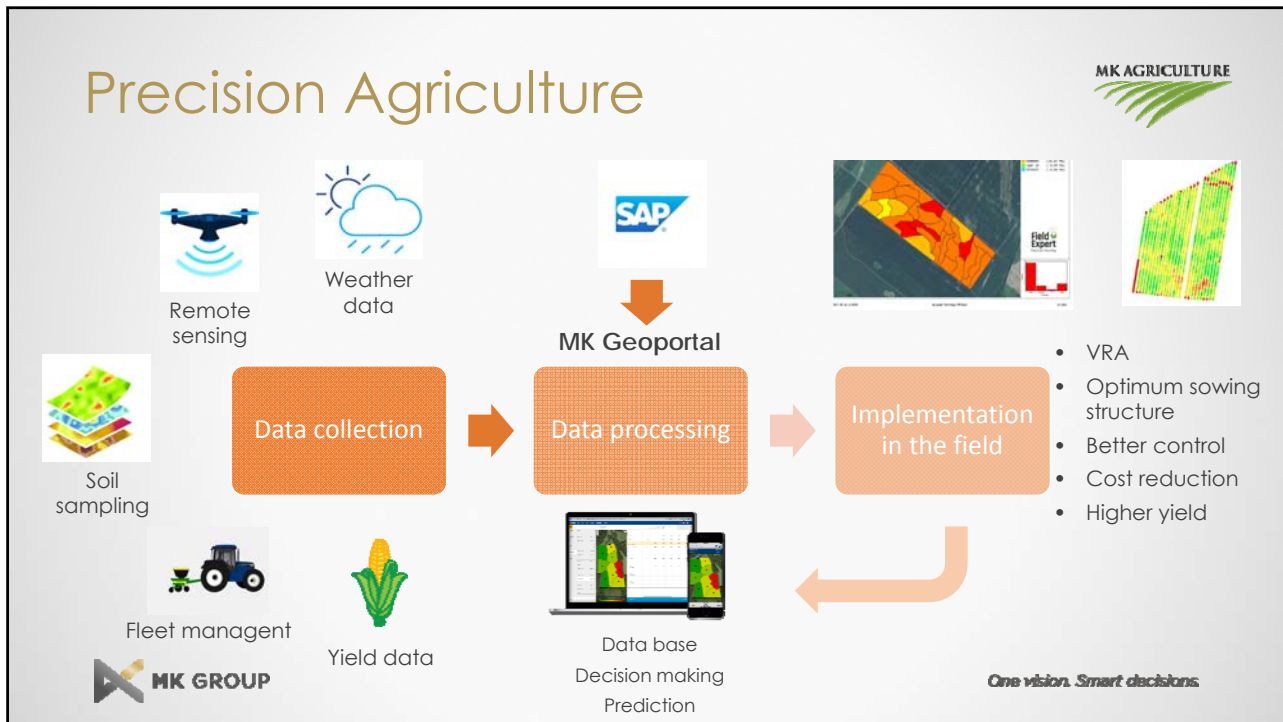 Precision Agriculture
MK AGRICULTURE
Remote
sensing
Weather
data
SAP
Field
Expert
MK Geoportal
Soil
sampling
Data collection
Data processing
Implementation
in the field
• VRA
• Optimum sowing
structure
• Better control
• Cost reduction
• Higher yield
Fleet managent
Yield data
Data base
Decision making
Prediction
MK GROUP
One vision. Smart decisions.